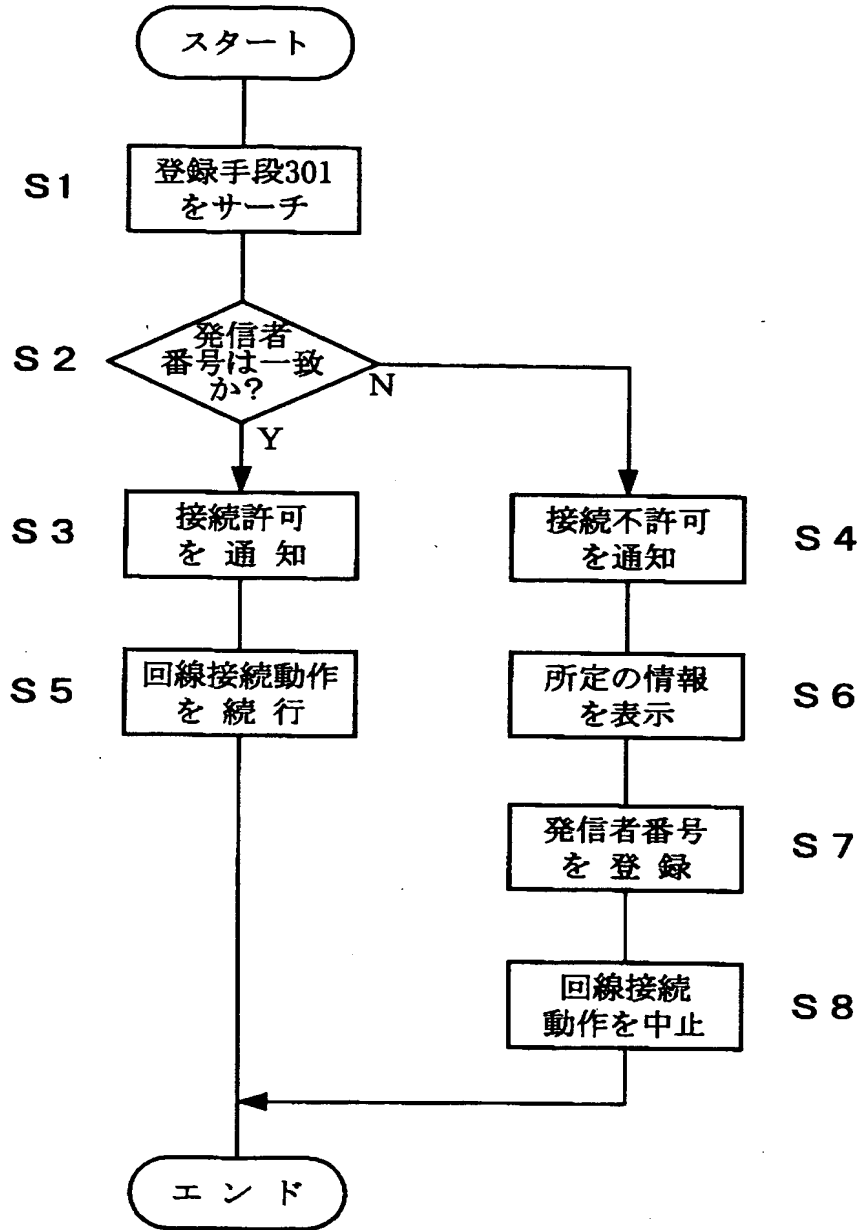 スタート
S1
登録手段301
をサーチ
S2
発信者
番号は一致
か?
N
Y
S3
接続許可
を通知
S4
接続不許可
を通知
S5
回線接続動作
を続行
S6
所定の情報
を表示
S7
発信者番号
を登録
S8
回線接続
動作を中止
エンド